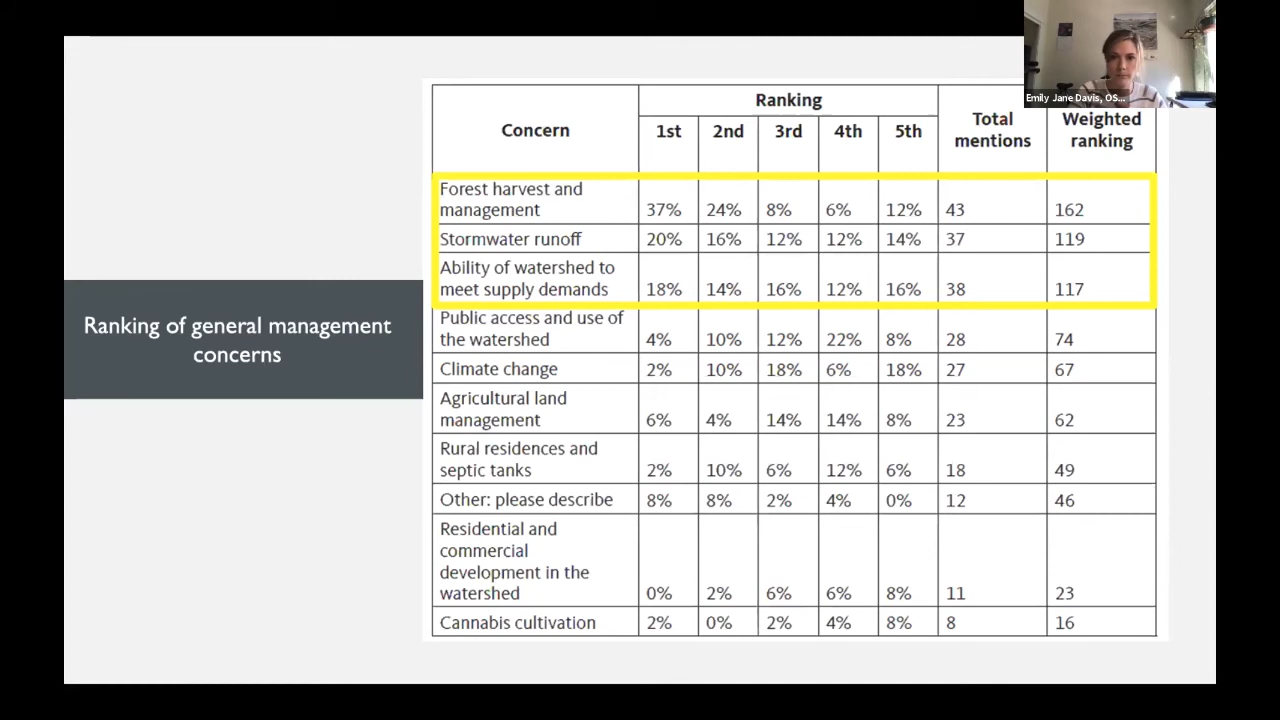 Emily Jane Davis, OS...
Ranking of general management
concerns
Concern
Ranking
1st 2nd 3rd 4th 5th
Total
mentions
Weighted
ranking
Forest harvest and
management 37% 24% 8% 6% 12% 43 162
Stormwater runoff 20% 16% 12% 12% 14% 37 119
Ability of watershed to
meet supply demands 18% 14% 16% 12% 16% 38 117
Public access and use of
the watershed 4% 10% 12% 22% 8% 28 74
Climate change 2% 10% 18% 6% 18% 27 67
Agricultural land
management 6% 4% 14% 14% 8% 23 62
Rural residences and
septic tanks 2% 10% 6% 12% 6% 18 49
Other: please describe 8% 8% 2% 4% 0% 12 46
Residential and
commercial
development in the
watershed 0% 2% 6% 6% 8% 11 23
Cannabis cultivation 2% 0% 2% 4% 8% 8 16